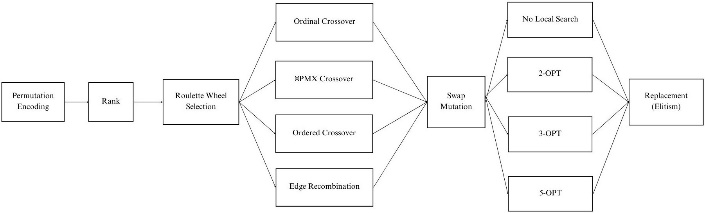 Permutation
Encoding
Rank
Roulette Wheel
Selection
Ordinal Crossover
PMX Crossover
Ordered Crossover
Edge Recombination
Swap
Mutation
No Local Search
2-OPT
3-OPT
5-OPT
Replacement
(Elitism)